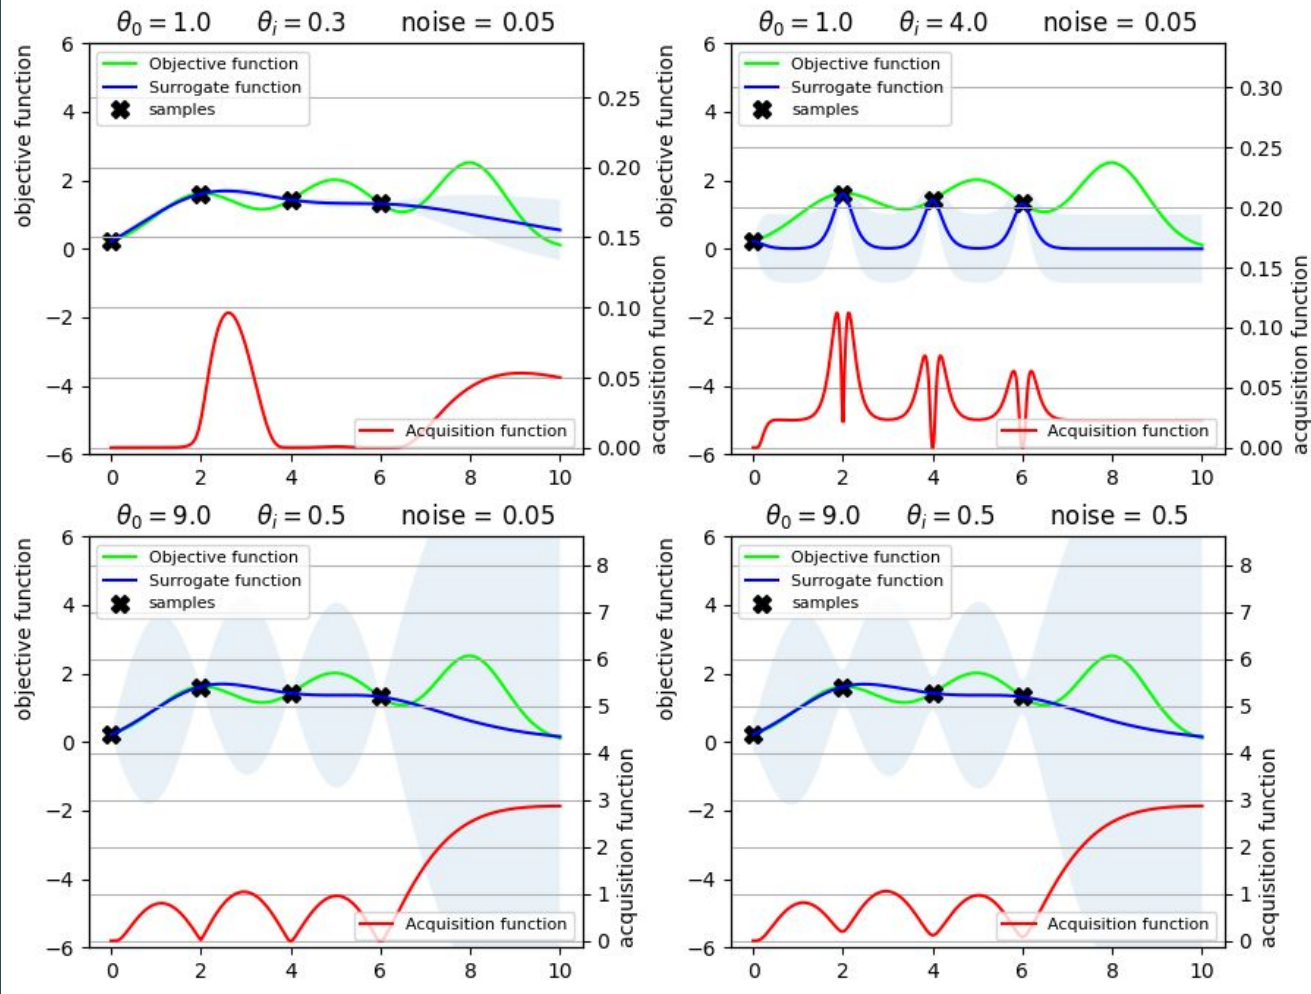 θ₀ = 1.0 θᵢ = 0.3 noise = 0.05
objective function
6
4
2
0
−2
−4
−6
Objective function
Surrogate function
samples
Acquisition function
0.25
0.20
0.15
0.10
0.05
0.00
acquisition function
0 2 4 6 8 10
θ₀ = 1.0 θᵢ = 4.0 noise = 0.05
objective function
6
4
2
0
−2
−4
−6
Objective function
Surrogate function
samples
Acquisition function
0.30
0.25
0.20
0.15
0.10
0.05
0.00
acquisition function
0 2 4 6 8 10
θ₀ = 9.0 θᵢ = 0.5 noise = 0.05
objective function
6
4
2
0
−2
−4
−6
Objective function
Surrogate function
samples
Acquisition function
8
7
6
5
4
3
2
1
0
acquisition function
0 2 4 6 8 10
θ₀ = 9.0 θᵢ = 0.5 noise = 0.5
objective function
6
4
2
0
−2
−4
−6
Objective function
Surrogate function
samples
Acquisition function
8
7
6
5
4
3
2
1
0
acquisition function
0 2 4 6 8 10